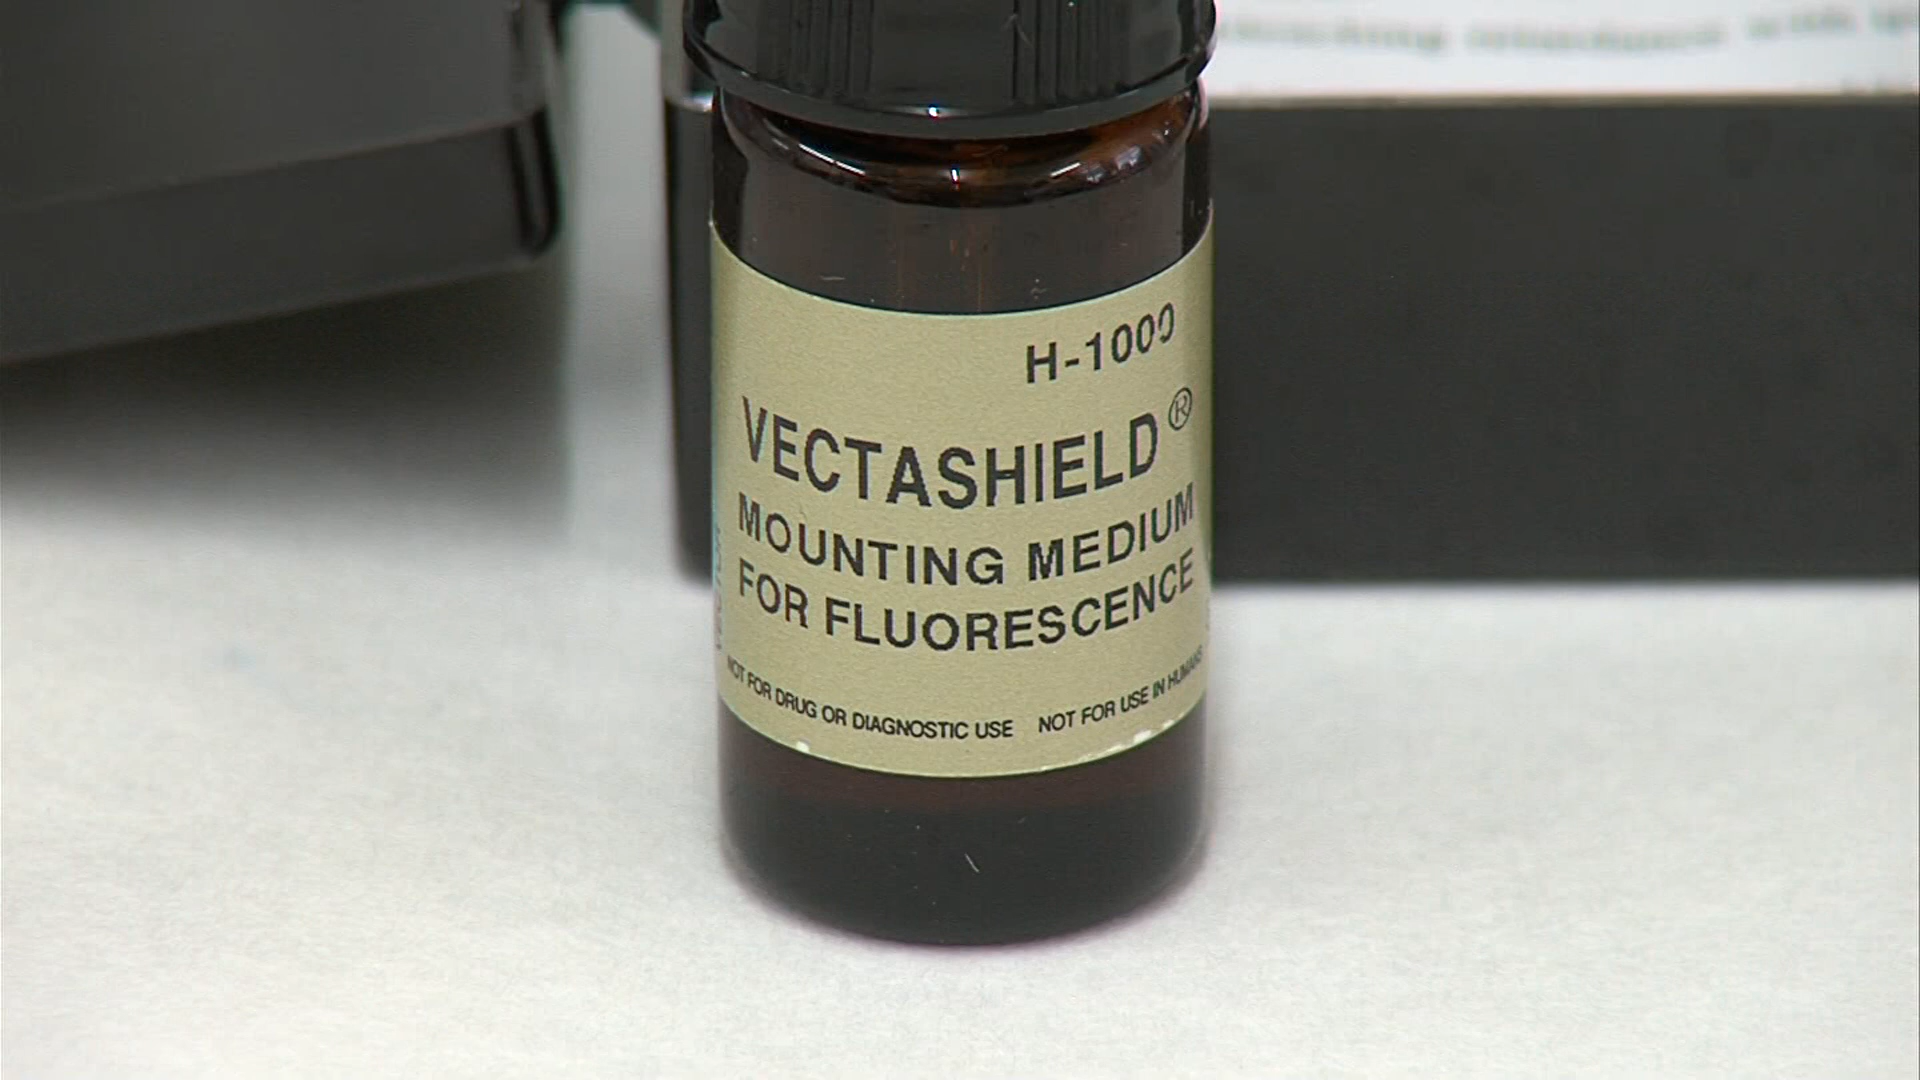 H-1000
VECTASHIELD®
MOUNTING MEDIUM
FOR FLUORESCENCE
NOT FOR DRUG OR DIAGNOSTIC USE NOT FOR USE IN HUMANS